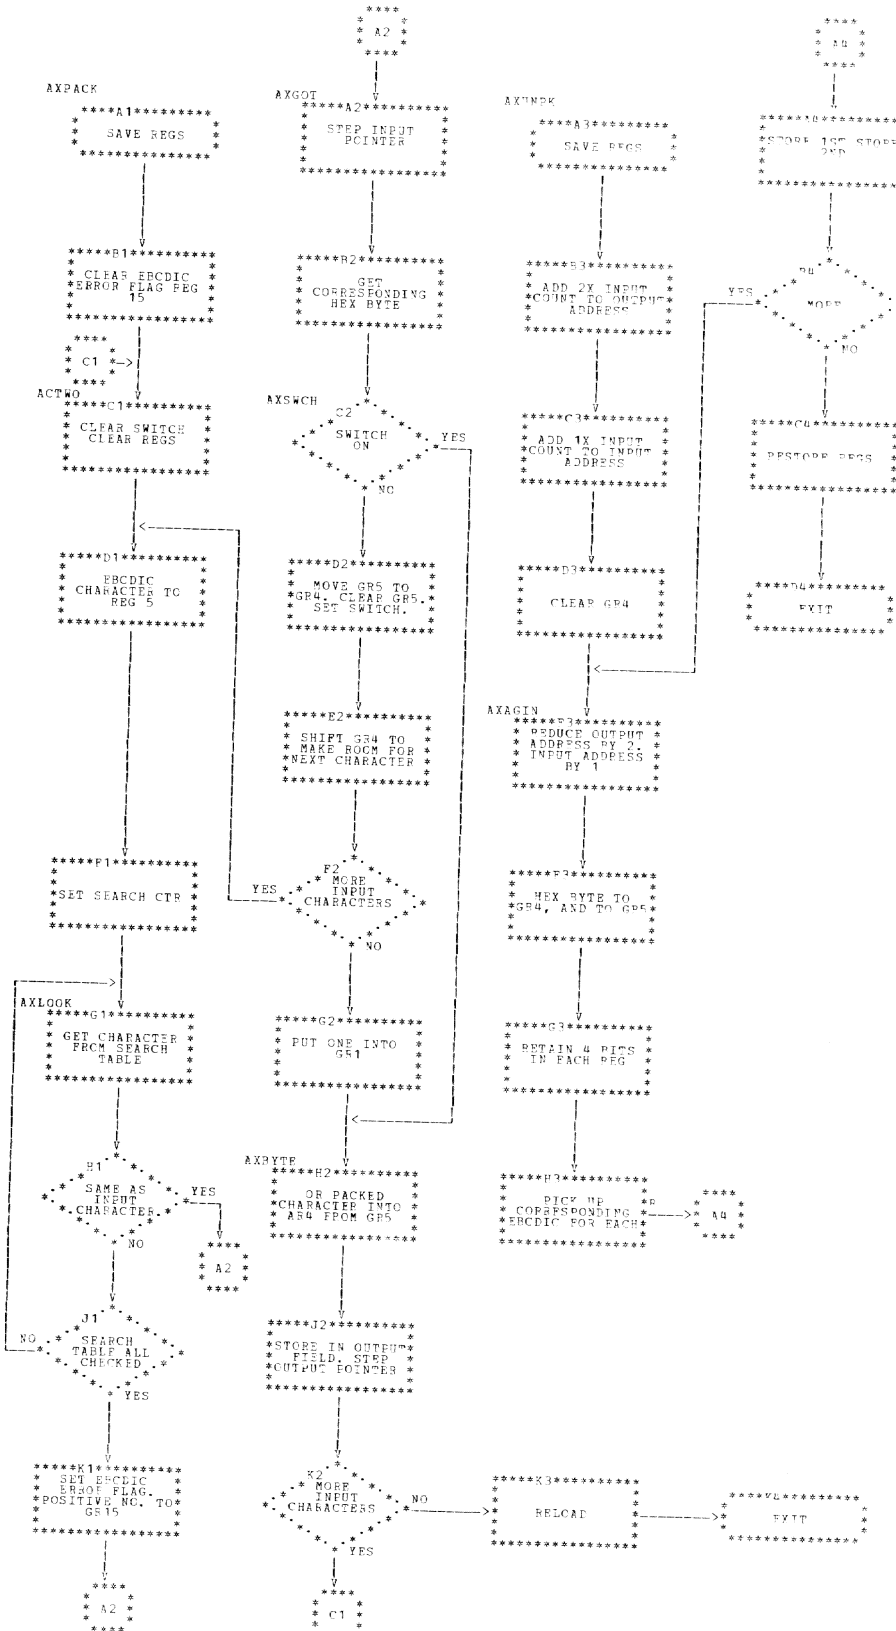 A2
AXPACK
A1
SAVE REGS
B1
CLEAR EBCDIC
ERROR FLAG REG
15
C1
ACTWO
C1
CLEAR SWITCH
CLEAR REGS
D1
EBCDIC
CHARACTER TO
REG 5
F1
SET SEARCH CTR
AXLOOK
G1
GET CHARACTER
FROM SEARCH
TABLE
H1
SAME AS
INPUT
CHARACTER
YES
NO
A2
J1
SEARCH
TABLE ALL
CHECKED
NO
YES
K1
SET EBCDIC
ERROR FLAG.
POSITIVE NO. TO
GR15
A2
AXGOT
A2
STEP INPUT
POINTER
B2
GET
CORRESPONDING
HEX BYTE
AXSWCH
C2
SWITCH
ON
YES
NO
D2
MOVE GR5 TO
GR4. CLEAR GR5.
SET SWITCH.
E2
SHIFT GR4 TO
MAKE ROOM FOR
NEXT CHARACTER
F2
MORE
INPUT
CHARACTERS
YES
NO
G2
PUT ONE INTO
GR1
AXBYTE
H2
OR PACKED
CHARACTER INTO
AR4 FROM GR5
J2
STORE IN OUTPUT
FIELD. STEP
OUTPUT POINTER
K2
MORE
INPUT
CHARACTERS
NO
YES
C1
AXUNPK
A3
SAVE REGS
B3
ADD 2X INPUT
COUNT TO OUTPUT
ADDRESS
C3
ADD 1X INPUT
COUNT TO INPUT
ADDRESS
D3
CLEAR GR4
AXAGIN
E3
REDUCE OUTPUT
ADDRESS BY 2.
INPUT ADDRESS
BY 1
F3
HEX BYTE TO
GR4, AND TO GR5
G3
RETAIN 4 BITS
IN EACH REG
H3
PICK UP
CORRESPONDING
EBCDIC FOR EACH
A4
K3
RELOAD
K4
EXIT
A4
A4
STORE 1ST STORE
2ND
B4
MORE
YES
NO
C4
RESTORE REGS
D4
EXIT